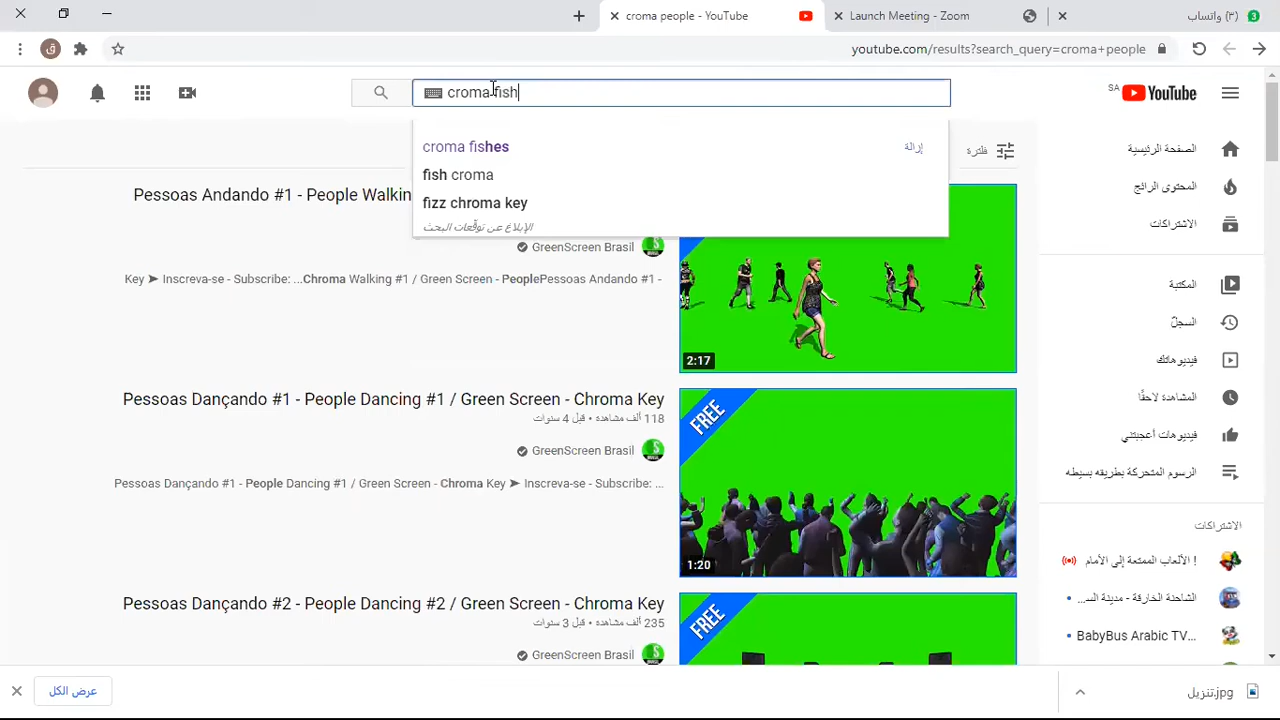 croma people - YouTube
Launch Meeting - Zoom
(٣) واتساب
3
ق
youtube.com/results?search_query=croma+people
croma fish
SA
YouTube
croma fishes
إزالة
fish croma
fizz chroma key
الإبلاغ عن توقّعات البحث
فلترة
Pessoas Andando #1 - People Walking
GreenScreen Brasil
Key ➤ Inscreva-se - Subscribe: ...Chroma Walking #1 / Green Screen - PeoplePessoas Andando #1 -
2:17
Pessoas Dançando #1 - People Dancing #1 / Green Screen - Chroma Key
118 ألف مشاهدة • قبل 4 سنوات
GreenScreen Brasil
Pessoas Dançando #1 - People Dancing #1 / Green Screen - Chroma Key ➤ Inscreva-se - Subscribe: ...
FREE
1:20
Pessoas Dançando #2 - People Dancing #2 / Green Screen - Chroma Key
235 ألف مشاهدة • قبل 3 سنوات
GreenScreen Brasil
FREE
الصفحة الرئيسية
المحتوى الرائج
الاشتراكات
المكتبة
السجلّ
فيديوهاتك
المشاهدة لاحقًا
فيديوهات أعجبتني
الرسوم المتحركة بطريقه بسيطه
الاشتراكات
الألعاب الممتعة إلى الأمام !
الشاحنة الخارقة - مدينة الس...
BabyBus Arabic TV...
عرض الكل
تنزيل.jpg